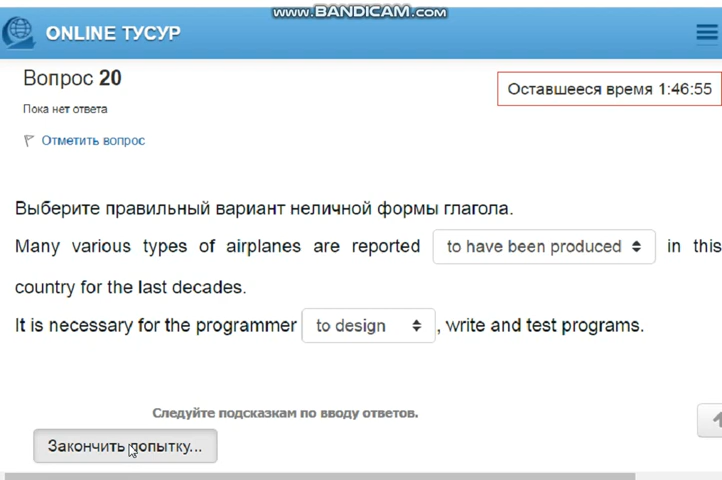 www.BANDICAM.com
ONLINE ТУСУР
Вопрос 20
Оставшееся время 1:46:55
Пока нет ответа
Отметить вопрос
Выберите правильный вариант неличной формы глагола.
Many various types of airplanes are reported to have been produced in this
country for the last decades.
It is necessary for the programmer to design , write and test programs.
Следуйте подсказкам по вводу ответов.
Закончить попытку...